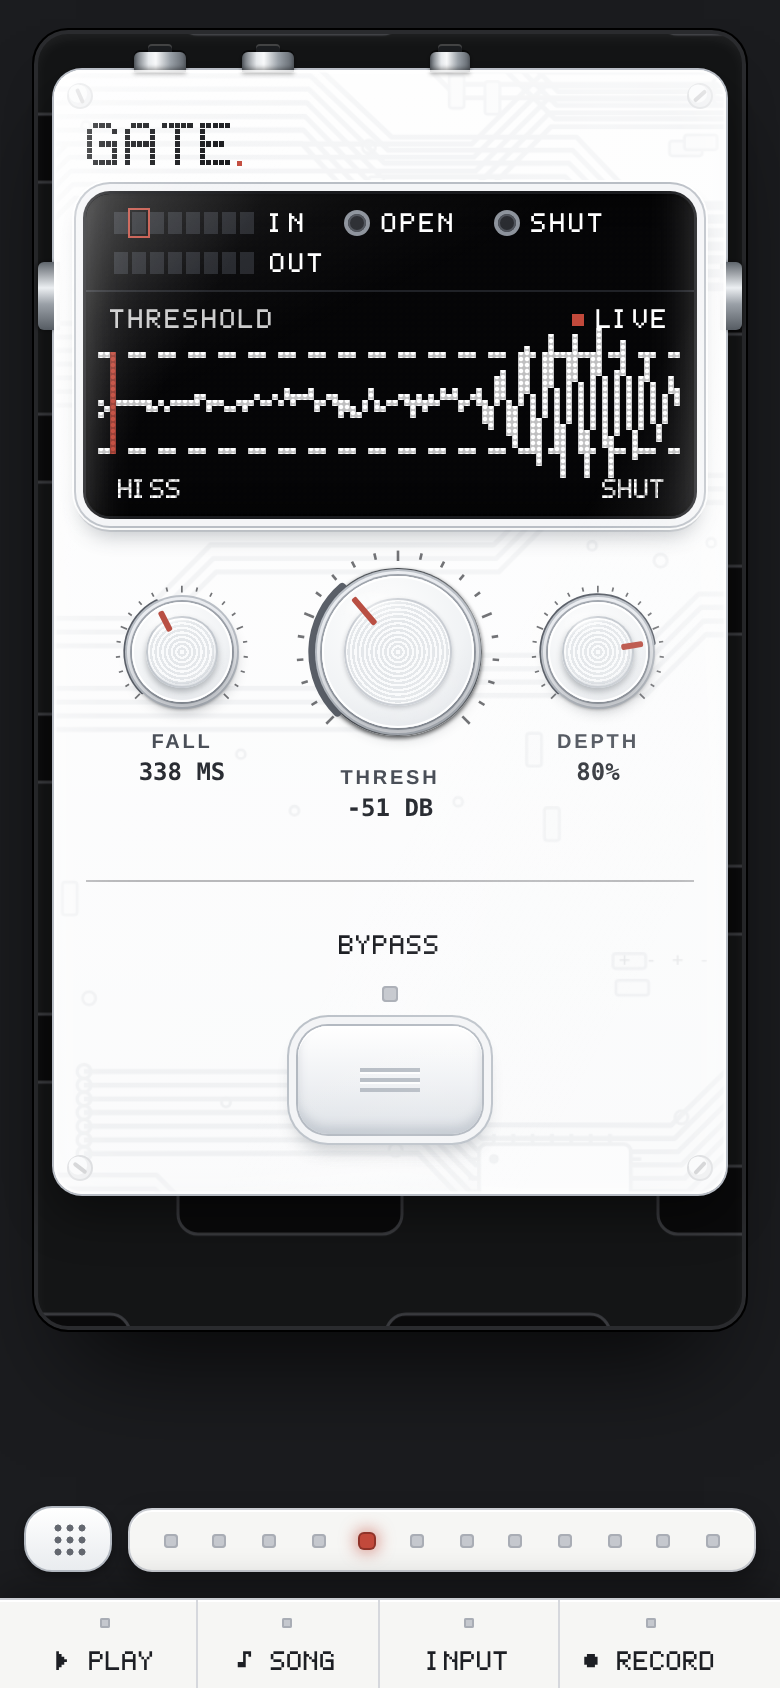 GATE.
IN OPEN SHUT
OUT
THRESHOLD LIVE
HISS SHUT
FALL
338 MS
THRESH
-51 DB
DEPTH
80%
BYPASS
PLAY SONG INPUT RECORD